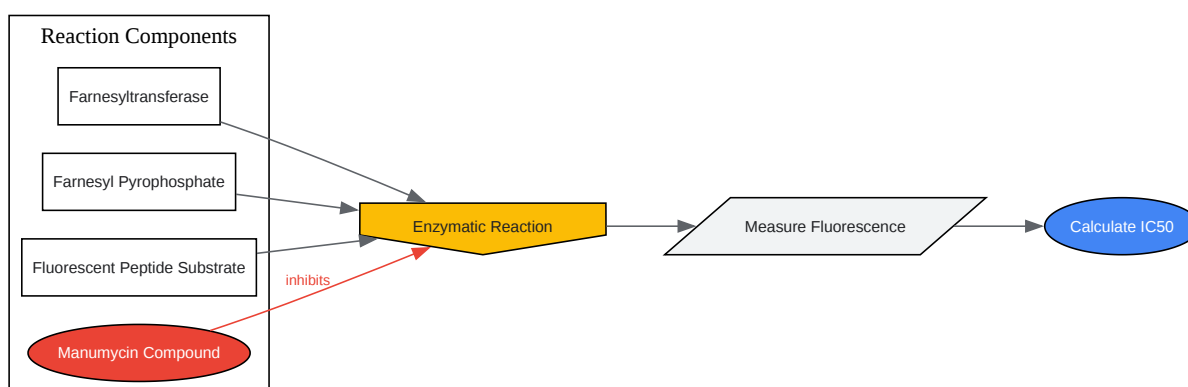 Reaction Components
Farnesyltransferase
Farnesyl Pyrophosphate
Fluorescent Peptide Substrate
Manumycin Compound
inhibits
Enzymatic Reaction
Measure Fluorescence
Calculate IC50